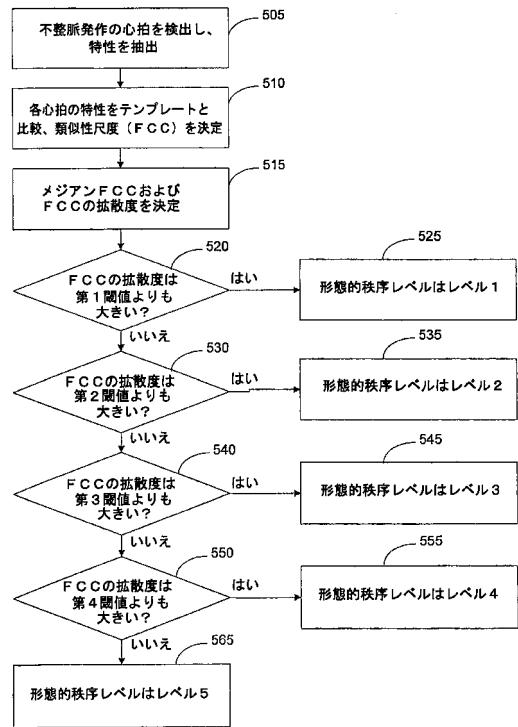 不整脈発作の心拍を検出し、
特性を抽出
505
各心拍の特性をテンプレートと
比較、類似性尺度（FCC）を決定
510
メジアンFCCおよび
FCCの拡散度を決定
515
FCCの拡散度は
第1閾値よりも
大きい?
520
はい
形態的秩序レベルはレベル1
525
いいえ
FCCの拡散度は
第2閾値よりも
大きい?
530
はい
形態的秩序レベルはレベル2
535
いいえ
FCCの拡散度は
第3閾値よりも
大きい?
540
はい
形態的秩序レベルはレベル3
545
いいえ
FCCの拡散度は
第4閾値よりも
大きい?
550
はい
形態的秩序レベルはレベル4
555
いいえ
565
形態的秩序レベルはレベル5